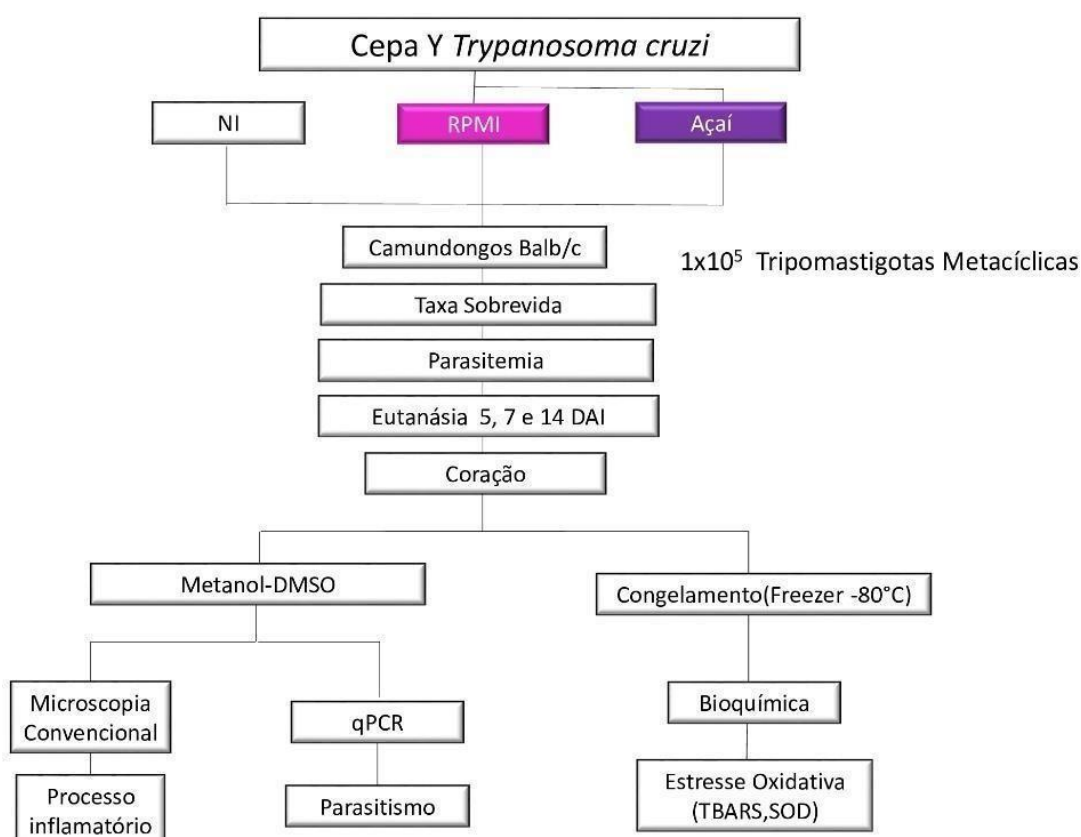 Cepa Y Trypanosoma cruzi
NI
RPMI
Açaí
Camundongos Balb/c
1x10⁵ Tripomastigotas Metacíclicas
Taxa Sobrevida
Parasitemia
Eutanásia 5, 7 e 14 DAI
Coração
Metanol-DMSO
Congelamento(Freezer -80°C)
Microscopia
Convencional
qPCR
Bioquímica
Processo
inflamatório
Parasitismo
Estresse Oxidativa
(TBARS,SOD)